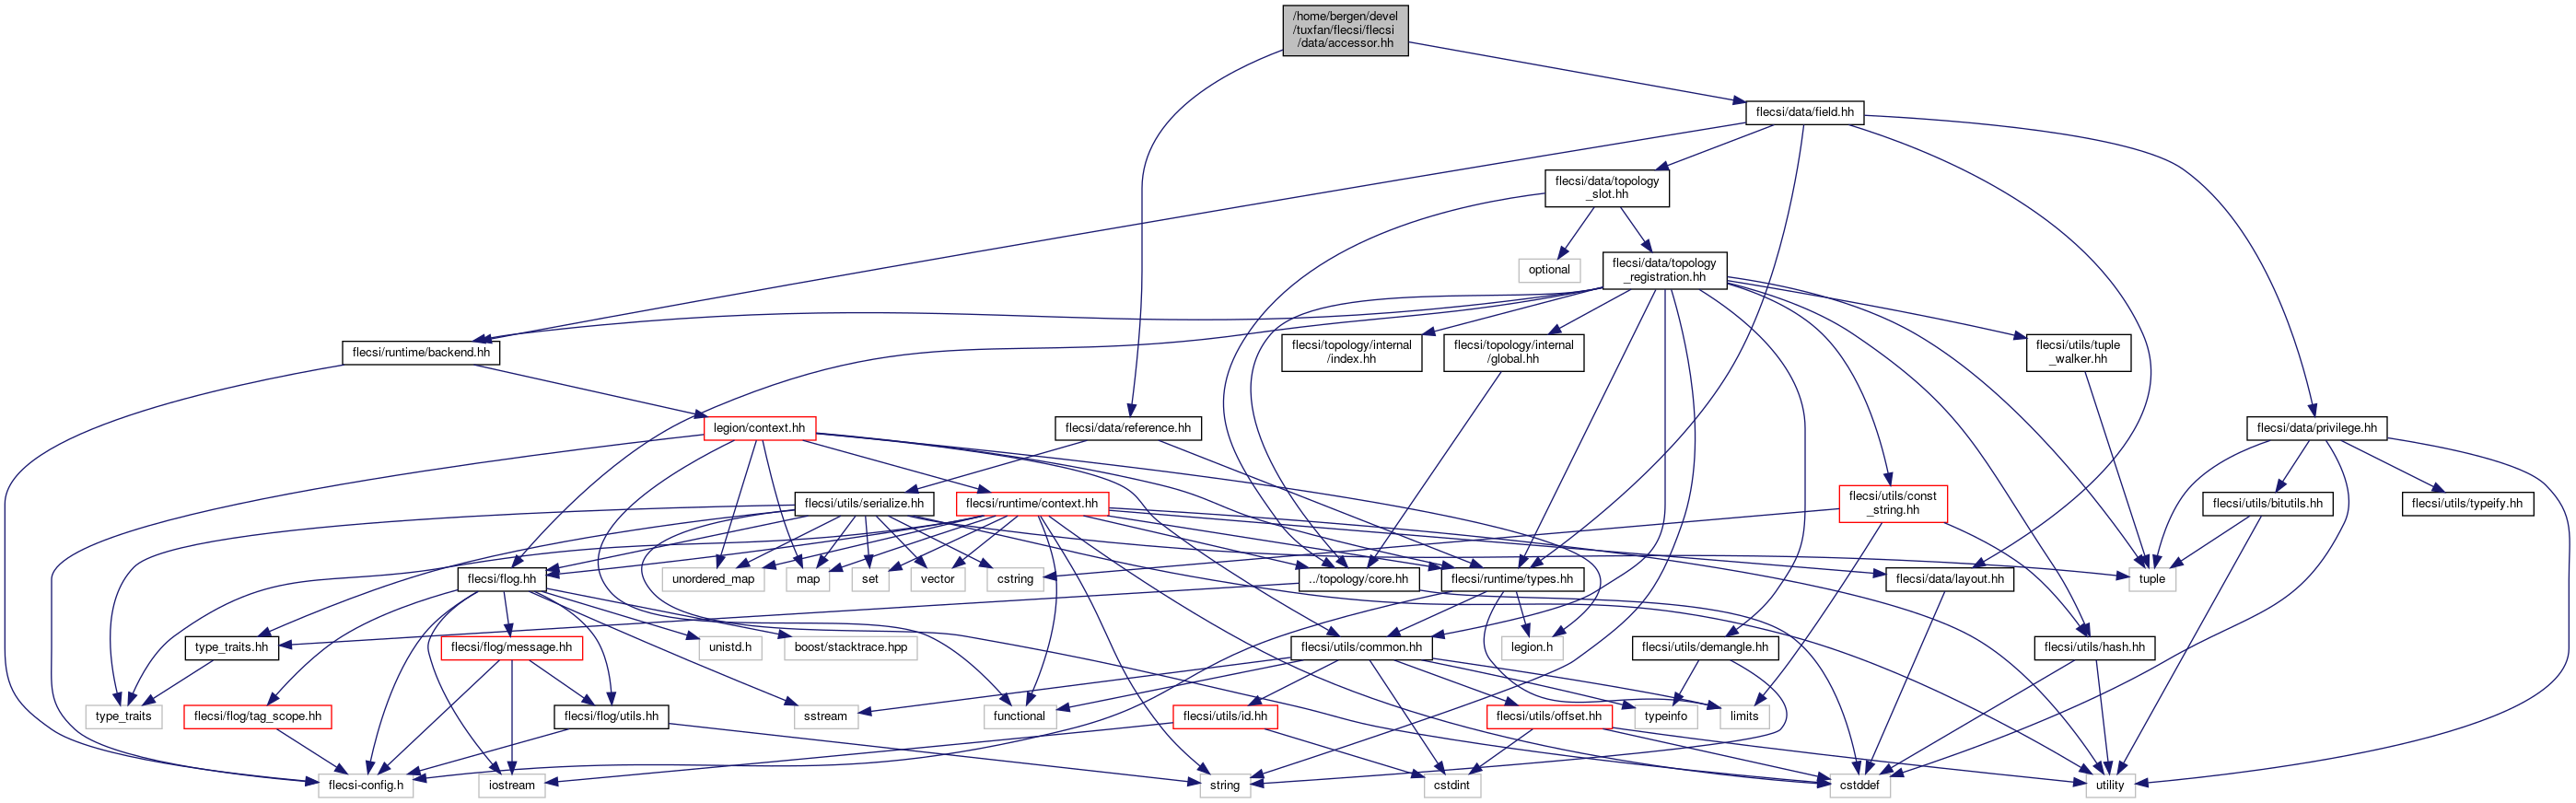 /home/bergen/devel
/tuxfan/flecsi/flecsi
/data/accessor.hh
flecsi/data/field.hh
flecsi/data/topology
_slot.hh
optional
flecsi/data/topology
_registration.hh
flecsi/runtime/backend.hh
flecsi/topology/internal
/index.hh
flecsi/topology/internal
/global.hh
flecsi/utils/tuple
_walker.hh
legion/context.hh
flecsi/data/reference.hh
flecsi/data/privilege.hh
flecsi/utils/serialize.hh
flecsi/runtime/context.hh
flecsi/utils/const
_string.hh
flecsi/utils/bitutils.hh
flecsi/utils/typeify.hh
flecsi/flog.hh
unordered_map
map
set
vector
cstring
../topology/core.hh
flecsi/runtime/types.hh
flecsi/data/layout.hh
tuple
type_traits.hh
flecsi/flog/message.hh
unistd.h
boost/stacktrace.hpp
flecsi/utils/common.hh
legion.h
flecsi/utils/demangle.hh
flecsi/utils/hash.hh
type_traits
flecsi/flog/tag_scope.hh
flecsi/flog/utils.hh
sstream
functional
flecsi/utils/id.hh
flecsi/utils/offset.hh
typeinfo
limits
flecsi-config.h
iostream
string
cstdint
cstddef
utility